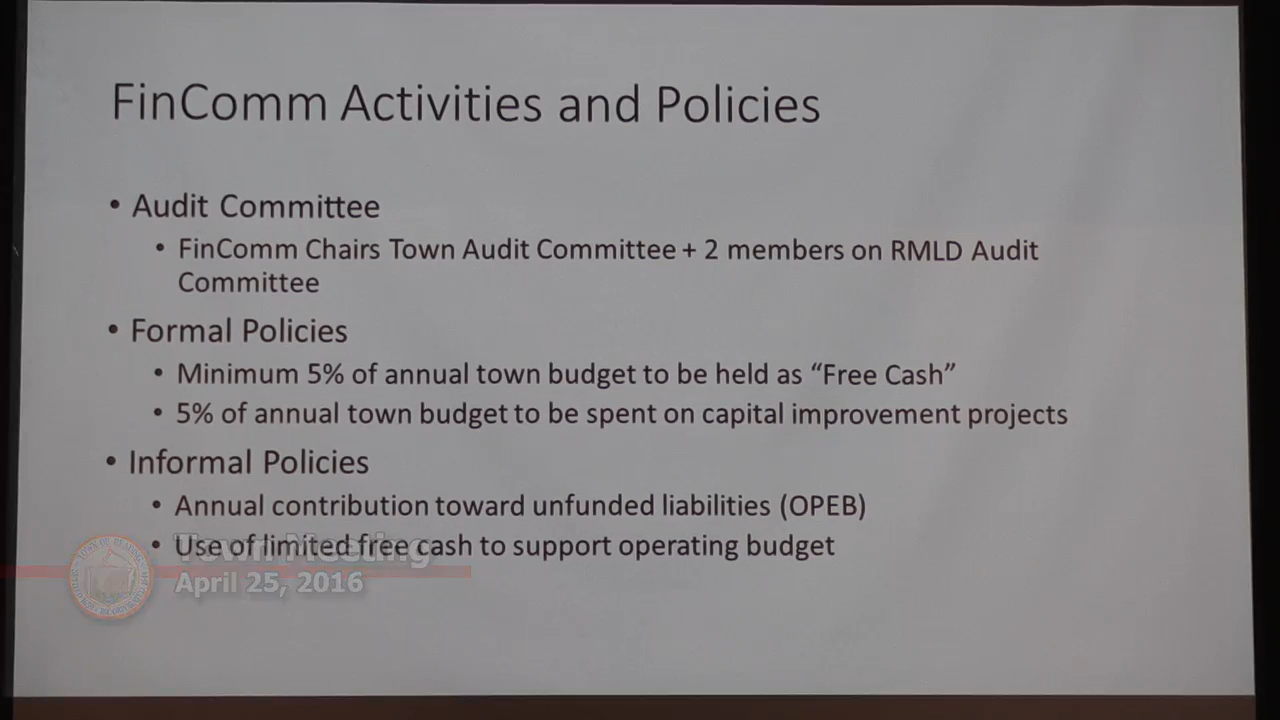 FinComm Activities and Policies
• Audit Committee
• FinComm Chairs Town Audit Committee + 2 members on RMLD Audit
Committee
• Formal Policies
• Minimum 5% of annual town budget to be held as “Free Cash”
• 5% of annual town budget to be spent on capital improvement projects
• Informal Policies
• Annual contribution toward unfunded liabilities (OPEB)
• Use of limited free cash to support operating budget
Town Meeting
April 25, 2016